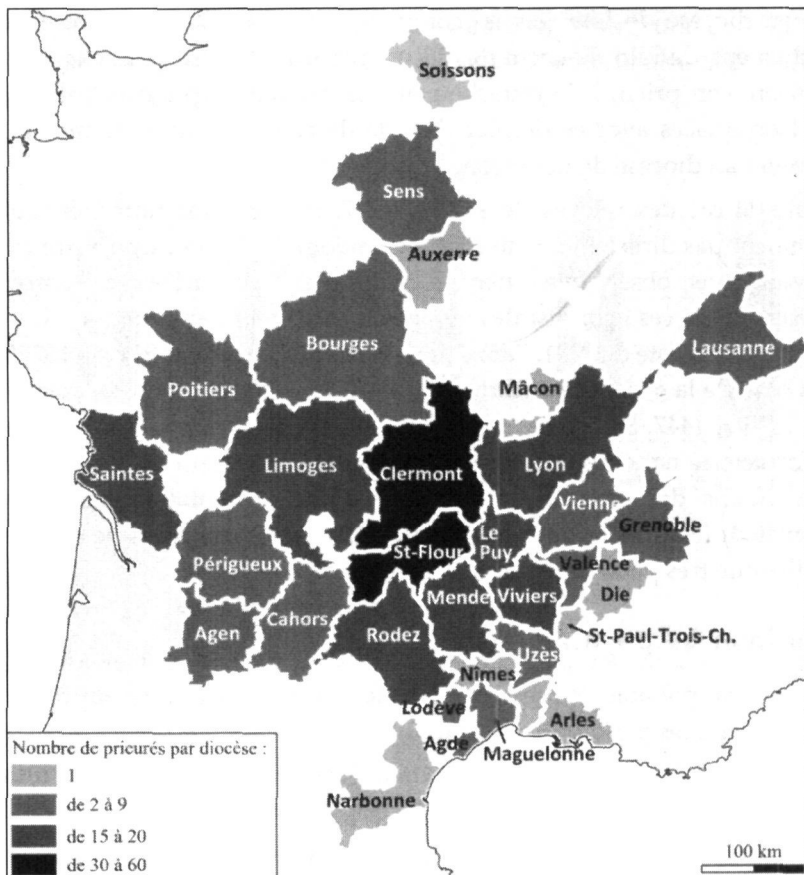 Soissons
Sens
Auxerre
Bourges
Lausanne
Poitiers
Mâcon
Saintes
Limoges
Clermont
Lyon
Vienne
Grenoble
St-Flour
Le
Puy
Périgueux
Valence
Die
Mende
Viviers
Cahors
St-Paul-Trois-Ch.
Agen
Rodez
Uzès
Nîmes
Lodève
Arles
Agde
Maguelonne
Narbonne
Nombre de prieurés par diocèse :
1
de 2 à 9
de 15 à 20
de 30 à 60
100 km